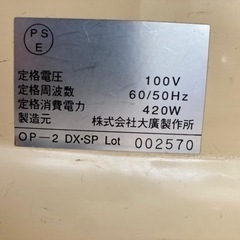 PS
E
定格電圧 100V
定格周波数 60/50Hz
定格消費電力 420W
製造元 株式会社大廣製作所
OP-2 DX・SP Lot 002570